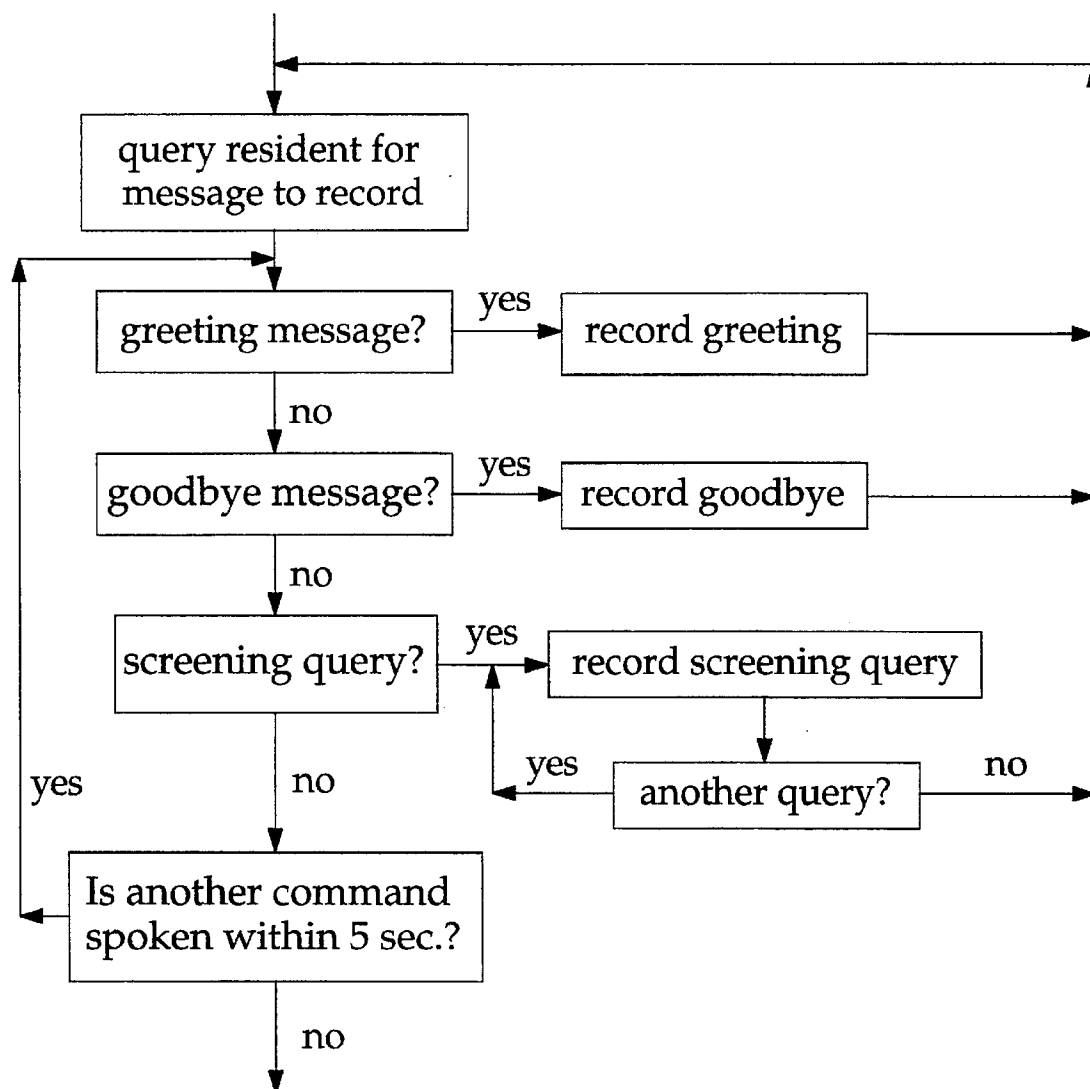 query resident for
message to record
greeting message?
yes
record greeting
no
goodbye message?
yes
record goodbye
no
screening query?
yes
record screening query
no
yes
another query?
no
yes
Is another command
spoken within 5 sec.?
no